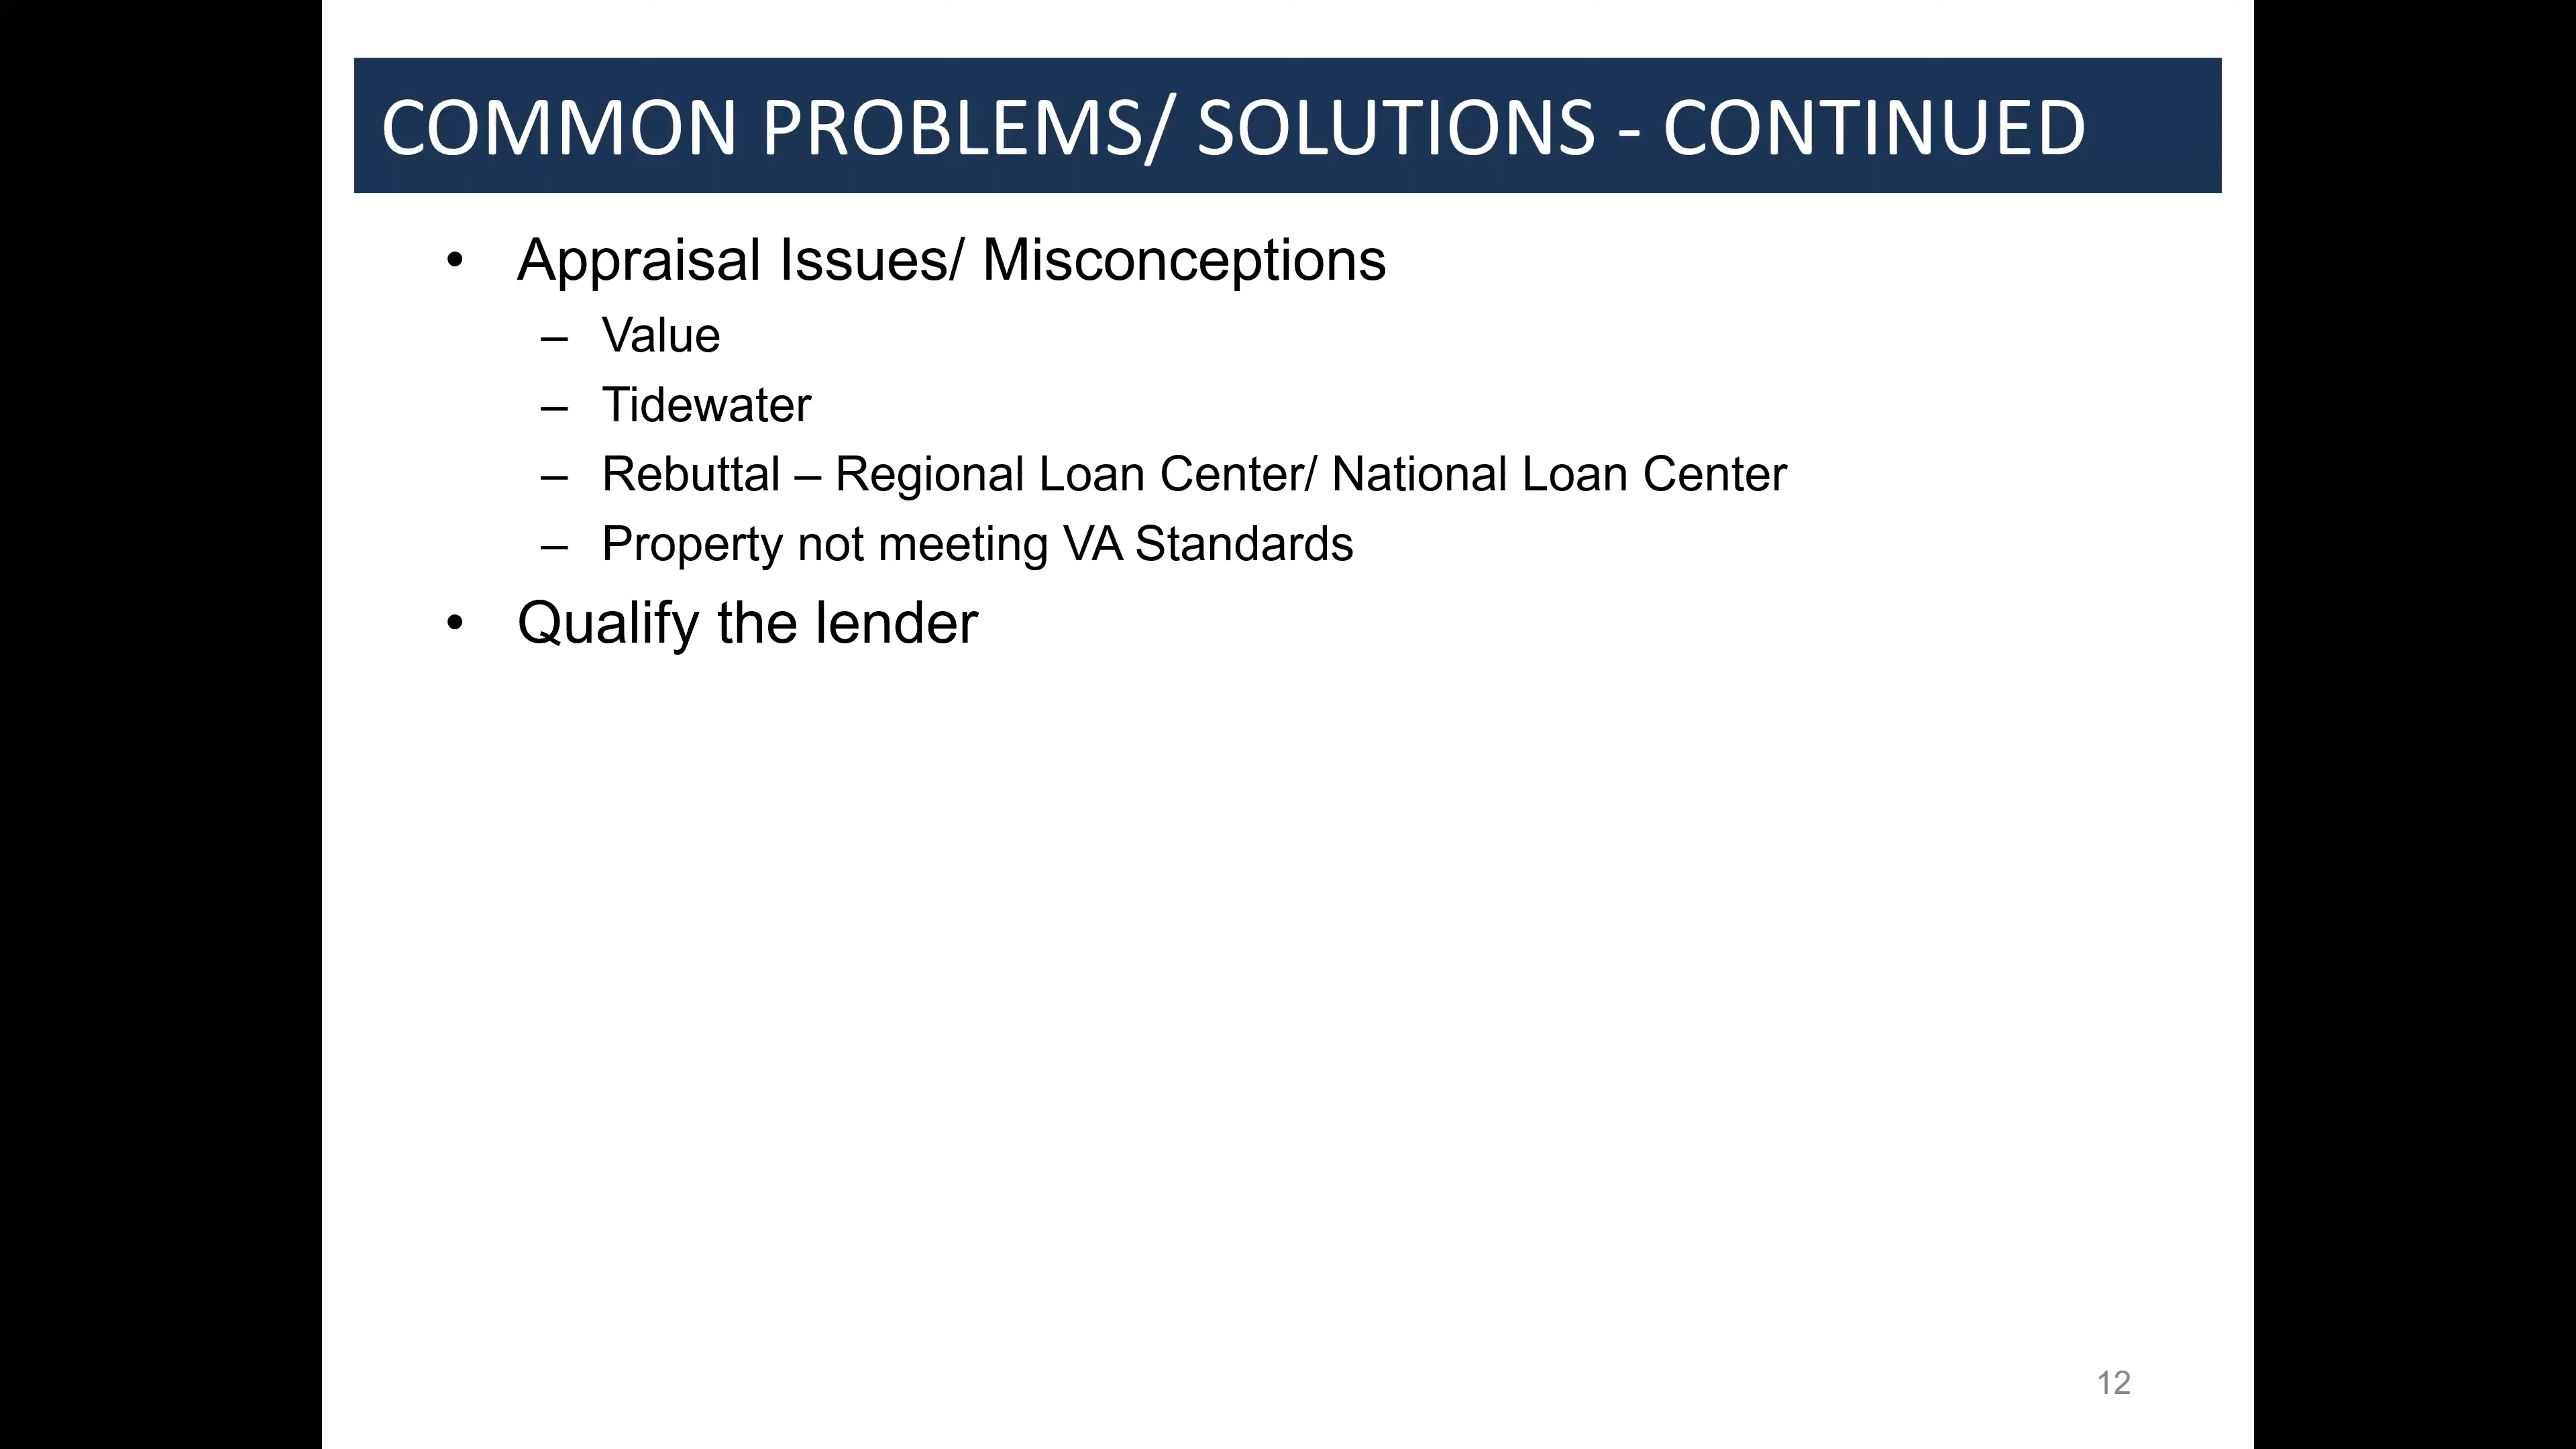 COMMON PROBLEMS/ SOLUTIONS - CONTINUED
• Appraisal Issues/ Misconceptions
– Value
– Tidewater
– Rebuttal – Regional Loan Center/ National Loan Center
– Property not meeting VA Standards
• Qualify the lender
12